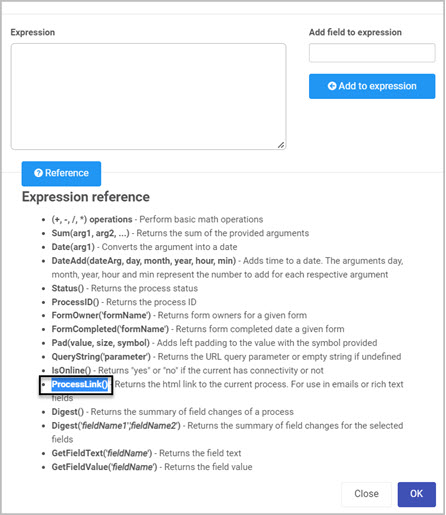 Expression
Add field to expression
Add to expression
Reference
Expression reference
(+, -, /, *) operations - Perform basic math operations
Sum(arg1, arg2, ...) - Returns the sum of the provided arguments
Date(arg1) - Converts the argument into a date
DateAdd(dateArg, day, month, year, hour, min) - Adds time to a date. The arguments day,
month, year, hour and min represent the number to add for each respective argument
Status() - Returns the process status
ProcessID() - Returns the process ID
FormOwner('formName') - Returns form owners for a given form
FormCompleted('formName') - Returns form completed date a given form
Pad(value, size, symbol) - Adds left padding to the value with the symbol provided
QueryString('parameter') - Returns the URL query parameter or empty string if undefined
IsOnline() - Returns "yes" or "no" if the current has connectivity or not
ProcessLink() - Returns the html link to the current process. For use in emails or rich text
fields
Digest() - Returns the summary of field changes of a process
Digest('fieldName1','fieldName2') - Returns the summary of field changes for the selected
fields
GetFieldText('fieldName') - Returns the field text
GetFieldValue('fieldName') - Returns the field value
Close
OK